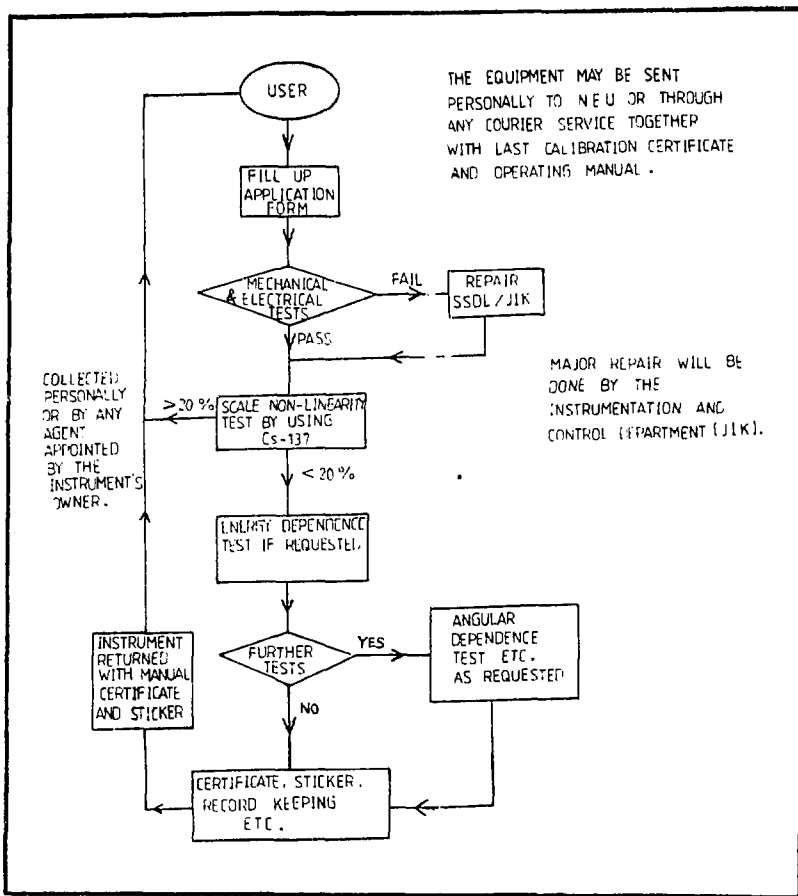 USER
THE EQUIPMENT MAY BE SENT
PERSONALLY TO N E U OR THROUGH
ANY COURIER SERVICE TOGETHER
WITH LAST CALIBRATION CERTIFICATE
AND OPERATING MANUAL .
FILL UP
APPLICATION
FORM
MECHANICAL
& ELECTRICAL
TESTS
FAIL
REPAIR
SSDL / J1K
PASS
MAJOR REPAIR WILL BE
DONE BY THE
INSTRUMENTATION AND
CONTROL DEPARTMENT [J1K].
COLLECTED
PERSONALLY
OR BY ANY
AGENT
APPOINTED
BY THE
INSTRUMENT'S
OWNER .
>20 %
SCALE NON-LINEARITY
TEST BY USING
Cs-137
< 20 %
ENERGY DEPENDENCE
TEST IF REQUESTED
FURTHER
TESTS
YES
ANGULAR
DEPENDENCE
TEST ETC.
AS REQUESTED
INSTRUMENT
RETURNED
WITH MANUAL
CERTIFICATE
AND STICKER
NO
CERTIFICATE, STICKER,
RECORD KEEPING
ETC.